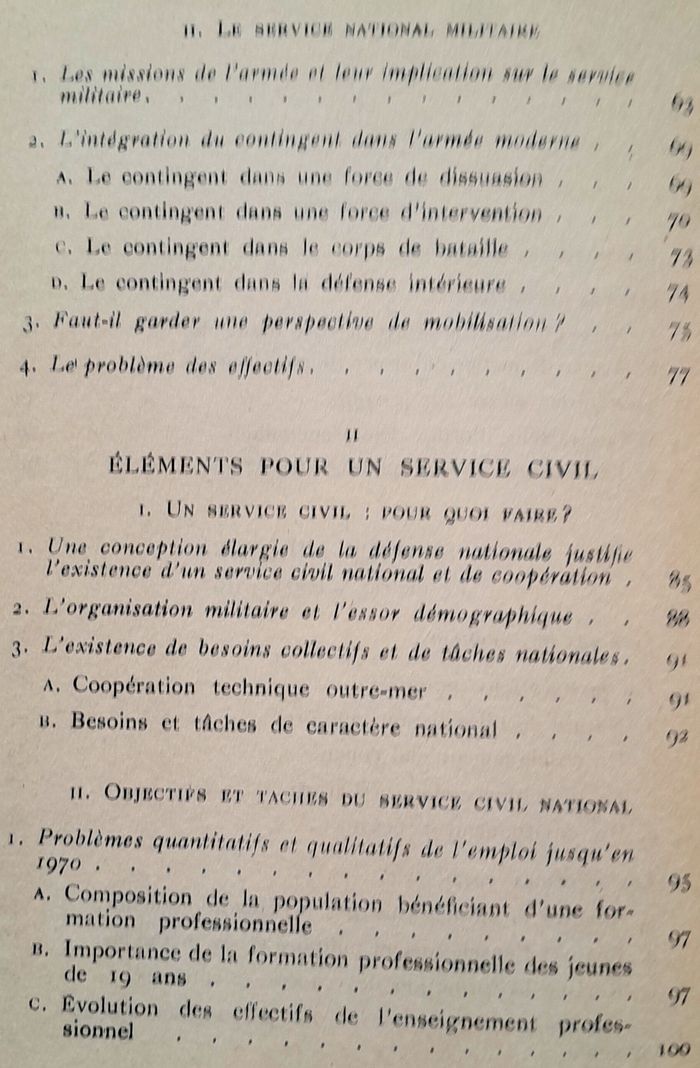 II. LE SERVICE NATIONAL MILITAIRE
1. Les missions de l'armée et leur implication sur le service
militaire. . . . . . . . . . . . . . 63
2. L'intégration du contingent dans l'armée moderne . . 69
A. Le contingent dans une force de dissuasion . . . 69
B. Le contingent dans une force d'intervention . . . 70
C. Le contingent dans le corps de bataille . . . . 73
D. Le contingent dans la défense intérieure . . . . 74
3. Faut-il garder une perspective de mobilisation ? . . 75
4. Le problème des effectifs. . . . . . . . . . 77
II
ÉLÉMENTS POUR UN SERVICE CIVIL
I. UN SERVICE CIVIL : POUR QUOI FAIRE ?
1. Une conception élargie de la défense nationale justifie
l'existence d'un service civil national et de coopération . 85
2. L'organisation militaire et l'essor démographique . . 88
3. L'existence de besoins collectifs et de tâches nationales. 91
A. Coopération technique outre-mer . . . . . . 91
B. Besoins et tâches de caractère national . . . . 92
II. OBJECTIFS ET TACHES DU SERVICE CIVIL NATIONAL
1. Problèmes quantitatifs et qualitatifs de l'emploi jusqu'en
1970 . . . . . . . . . . . . . . . 95
A. Composition de la population bénéficiant d'une for-
mation professionnelle . . . . . . . . . 97
B. Importance de la formation professionnelle des jeunes
de 19 ans . . . . . . . . . . . . . 97
C. Évolution des effectifs de l'enseignement profes-
sionnel . . . . . . . . . . . . . 100